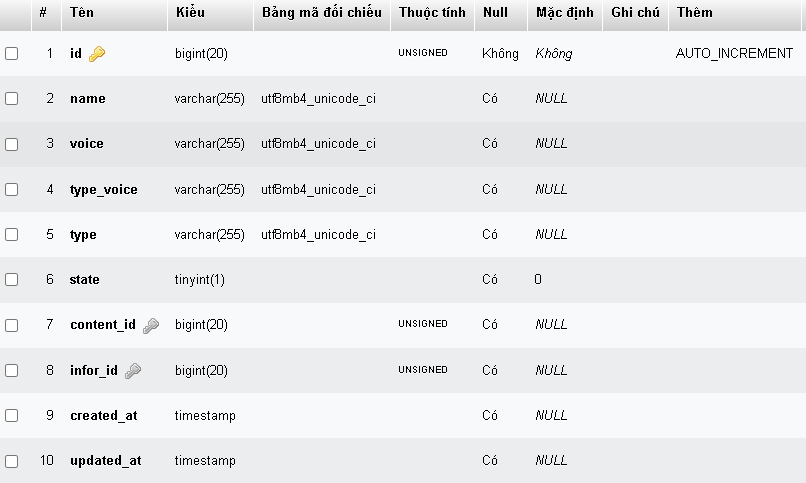 # Tên Kiểu Bảng mã đối chiếu Thuộc tính Null Mặc định Ghi chú Thêm
1 id bigint(20) UNSIGNED Không Không AUTO_INCREMENT
2 name varchar(255) utf8mb4_unicode_ci Có NULL
3 voice varchar(255) utf8mb4_unicode_ci Có NULL
4 type_voice varchar(255) utf8mb4_unicode_ci Có NULL
5 type varchar(255) utf8mb4_unicode_ci Có NULL
6 state tinyint(1) Có 0
7 content_id bigint(20) UNSIGNED Có NULL
8 infor_id bigint(20) UNSIGNED Có NULL
9 created_at timestamp Có NULL
10 updated_at timestamp Có NULL